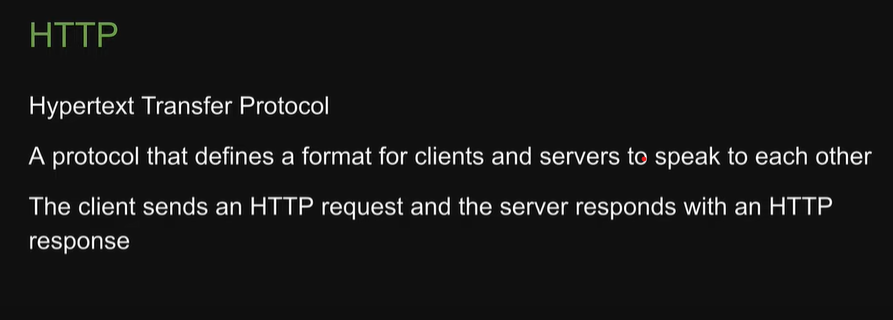 HTTP
Hypertext Transfer Protocol
A protocol that defines a format for clients and servers to speak to each other
The client sends an HTTP request and the server responds with an HTTP
response